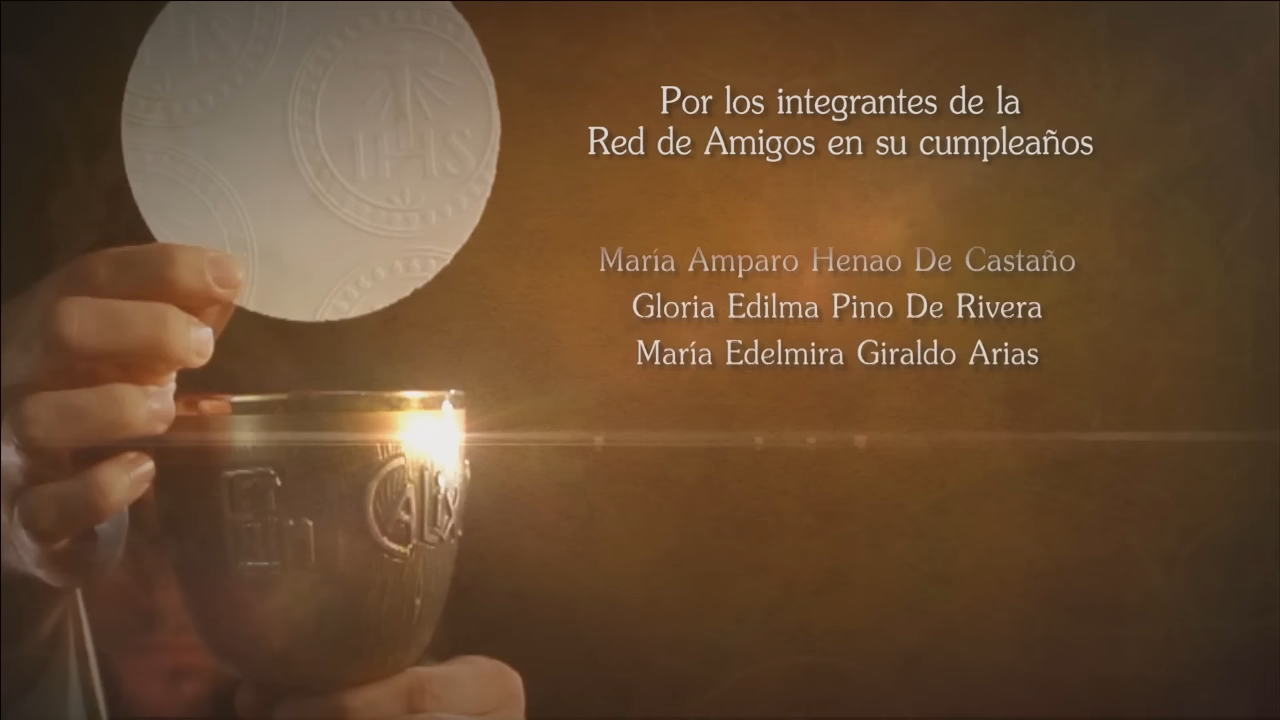 IHS
Por los integrantes de la
Red de Amigos en su cumpleaños
María Amparo Henao De Castaño
Gloria Edilma Pino De Rivera
María Edelmira Giraldo Arias